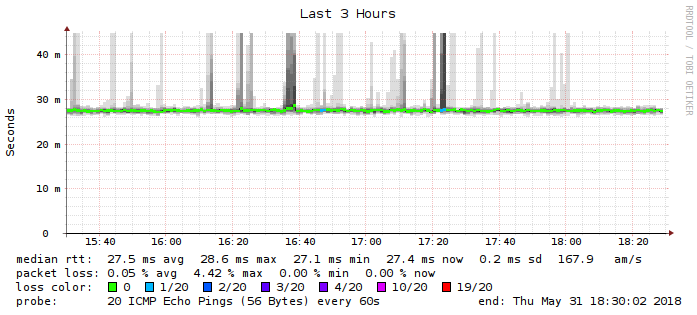 Last 3 Hours
RRDTOOL / TOBI OETIKER
Seconds
40 m
30 m
20 m
10 m
0
15:40 16:00 16:20 16:40 17:00 17:20 17:40 18:00 18:20
median rtt: 27.5 ms avg 28.6 ms max 27.1 ms min 27.4 ms now 0.2 ms sd 167.9 am/s
packet loss: 0.05 % avg 4.42 % max 0.00 % min 0.00 % now
loss color: 0 1/20 2/20 3/20 4/20 10/20 19/20
probe: 20 ICMP Echo Pings (56 Bytes) every 60s end: Thu May 31 18:30:02 2018